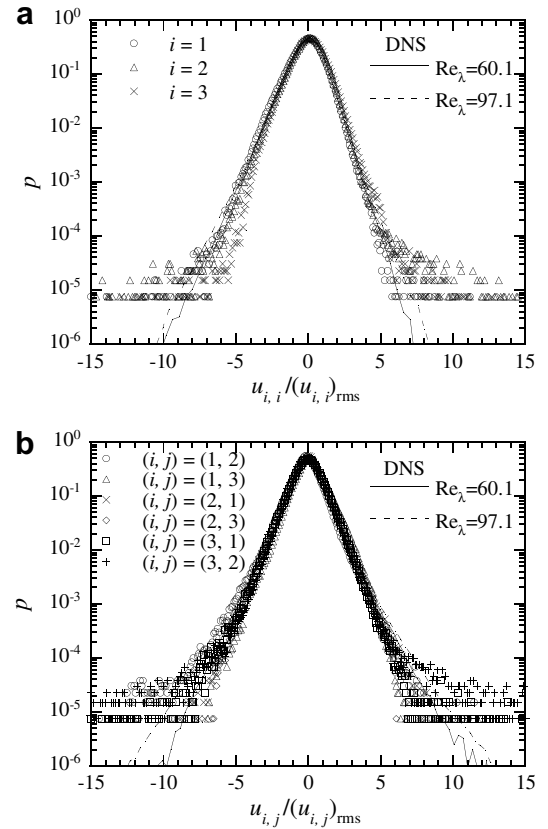 a
i = 1
i = 2
i = 3
DNS
Re_λ=60.1
Re_λ=97.1
p
10^0
10^-1
10^-2
10^-3
10^-4
10^-5
10^-6
-15 -10 -5 0 5 10 15
u_{i, i}/(u_{i, i})_{rms}
b
(i, j) = (1, 2)
(i, j) = (1, 3)
(i, j) = (2, 1)
(i, j) = (2, 3)
(i, j) = (3, 1)
(i, j) = (3, 2)
DNS
Re_λ=60.1
Re_λ=97.1
p
10^0
10^-1
10^-2
10^-3
10^-4
10^-5
10^-6
-15 -10 -5 0 5 10 15
u_{i, j}/(u_{i, j})_{rms}